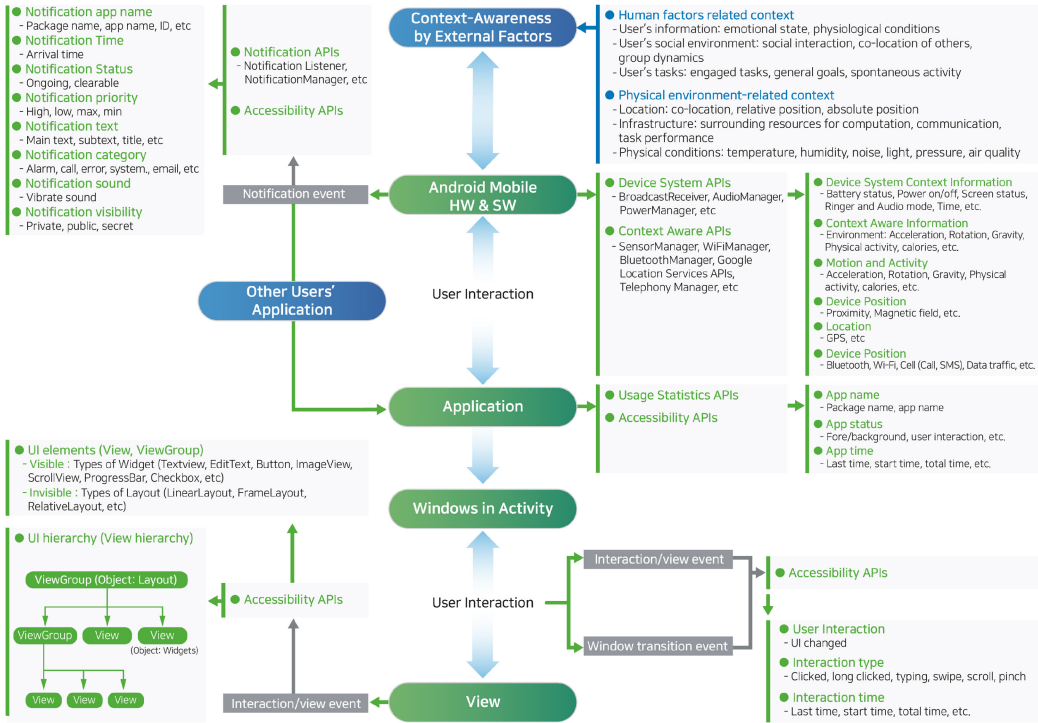 Notification app name
- Package name, app name, ID, etc
Notification Time
- Arrival time
Notification Status
- Ongoing, clearable
Notification priority
- High, low, max, min
Notification text
- Main text, subtext, title, etc
Notification category
- Alarm, call, error, system., email, etc
Notification sound
- Vibrate sound
Notification visibility
- Private, public, secret
Notification APIs
- Notification Listener,
NotificationManager, etc
Accessibility APIs
Notification event
Context-Awareness
by External Factors
Human factors related context
- User's information: emotional state, physiological conditions
- User's social environment: social interaction, co-location of others,
group dynamics
- User's tasks: engaged tasks, general goals, spontaneous activity
Physical environment-related context
- Location: co-location, relative position, absolute position
- Infrastructure: surrounding resources for computation, communication,
task performance
- Physical conditions: temperature, humidity, noise, light, pressure, air quality
Android Mobile
HW & SW
Device System APIs
- BroadcastReceiver, AudioManager,
PowerManager, etc
Context Aware APIs
- SensorManager, WiFiManager,
BluetoothManager, Google
Location Services APIs,
Telephony Manager, etc
Device System Context Information
- Battery status, Power on/off, Screen status,
Ringer and Audio mode, Time, etc.
Context Aware Information
- Environment: Acceleration, Rotation, Gravity,
Physical activity, calories, etc.
Motion and Activity
- Acceleration, Rotation, Gravity, Physical
activity, calories, etc.
Device Position
- Proximity, Magnetic field, etc.
Location
- GPS, etc
Device Position
- Bluetooth, Wi-Fi, Cell (Call, SMS), Data traffic, etc.
Other Users'
Application
User Interaction
Application
Usage Statistics APIs
Accessibility APIs
App name
- Package name, app name
App status
- Fore/background, user interaction, etc.
App time
- Last time, start time, total time, etc.
UI elements (View, ViewGroup)
- Visible : Types of Widget (Textview, EditText, Button, ImageView,
ScrollView, ProgressBar, Checkbox, etc)
- Invisible : Types of Layout (LinearLayout, FrameLayout,
RelativeLayout, etc)
Windows in Activity
UI hierarchy (View hierarchy)
ViewGroup (Object: Layout)
ViewGroup
View
View
(Object: Widgets)
View
View
View
Accessibility APIs
Interaction/view event
User Interaction
View
Interaction/view event
Window transition event
Accessibility APIs
User Interaction
- UI changed
Interaction type
- Clicked, long clicked, typing, swipe, scroll, pinch
Interaction time
- Last time, start time, total time, etc.